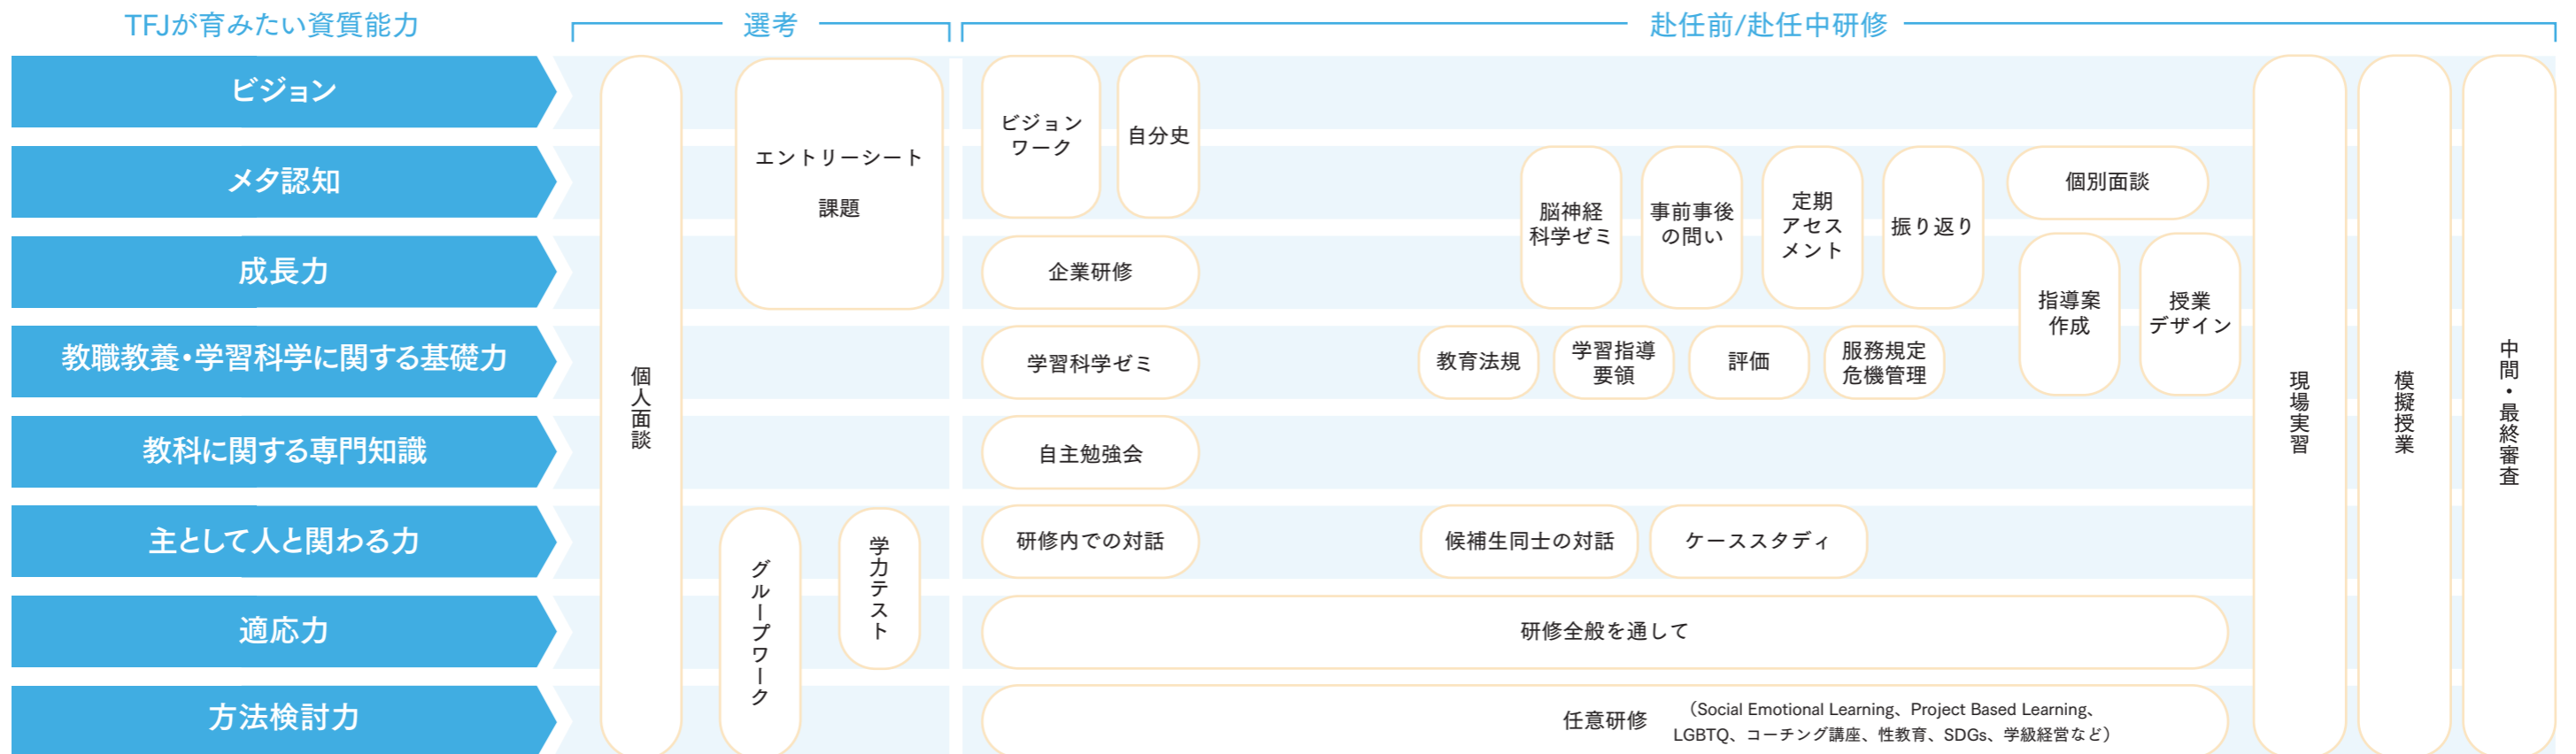 TFJが育みたい資質能力
選考
赴任前/赴任中研修
ビジョン
メタ認知
成長力
教職教養・学習科学に関する基礎力
教科に関する専門知識
主として人と関わる力
適応力
方法検討力
個人面談
エントリーシート
課題
グループワーク
学力テスト
ビジョン
ワーク
自分史
企業研修
学習科学ゼミ
自主勉強会
研修内での対話
脳神経
科学ゼミ
事前事後
の問い
定期
アセス
メント
振り返り
個別面談
指導案
作成
授業
デザイン
教育法規
学習指導
要領
評価
服務規定
危機管理
候補生同士の対話
ケーススタディ
研修全般を通して
任意研修
（Social Emotional Learning、Project Based Learning、
LGBTQ、コーチング講座、性教育、SDGs、学級経営など）
現場実習
模擬授業
中間・最終審査